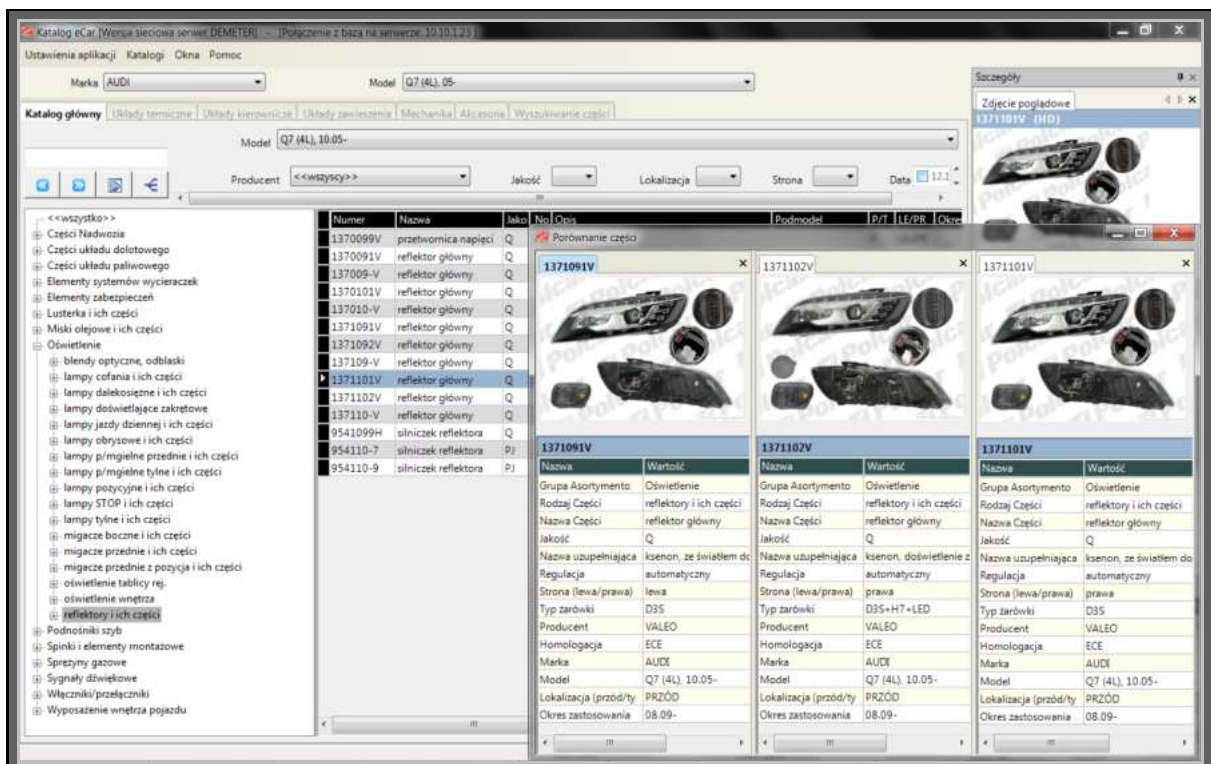 Katalog eCar [Wersja sieciowa serwer DEMETER] - [Połączenie z bazą na serwerze: 10.10.1.23]
Ustawienia aplikacji Katalogi Okna Pomoc
Marka AUDI Model Q7 (4L), 05-
Katalog główny Układy termiczne Układy kierownicze Układy zawieszenia Mechanika Akcesoria Wyszukiwanie części
Model Q7 (4L), 10.05-
Producent <<wszyscy>> Jakość Lokalizacja Strona Data 12.1
Szczegóły
Zdjęcie poglądowe
1371101V (HD)
<<wszystko>>
Części Nadwozia
Części układu dolotowego
Części układu paliwowego
Elementy systemów wycieraczek
Elementy zabezpieczeń
Lusterka i ich części
Miski olejowe i ich części
Oświetlenie
blendy optyczne, odblaski
lampy cofania i ich części
lampy dalekosiężne i ich części
lampy doświetlające zakrętowe
lampy jazdy dziennej i ich części
lampy obrysowe i ich części
lampy p/mgielne przednie i ich części
lampy p/mgielne tylne i ich części
lampy pozycyjne i ich części
lampy STOP i ich części
lampy tylne i ich części
migacze boczne i ich części
migacze przednie i ich części
migacze przednie z pozycja i ich części
oświetlenie tablicy rej.
oświetlenie wnętrza
reflektory i ich części
Podnośniki szyb
Spinki i elementy montażowe
Sprężyny gazowe
Sygnały dźwiękowe
Włączniki/przełączniki
Wyposażenie wnętrza pojazdu
Numer Nazwa Jako No Opis Podmodel P/T LE/PR Okre
1370099V przetwornica napięci Q
1370091V reflektor główny Q
137009-V reflektor główny Q
1370101V reflektor główny Q
137010-V reflektor główny Q
1371091V reflektor główny Q
1371092V reflektor główny Q
137109-V reflektor główny Q
1371101V reflektor główny Q
1371102V reflektor główny Q
137110-V reflektor główny Q
9541099H silniczek reflektora Q
954110-7 silniczek reflektora PJ
954110-9 silniczek reflektora PJ
Porównanie części
1371091V
1371091V
Nazwa Wartość
Grupa Asortymento Oświetlenie
Rodzaj Części reflektory i ich części
Nazwa Części reflektor główny
Jakość Q
Nazwa uzupełniająca ksenon, ze światłem do
Regulacja automatyczny
Strona (lewa/prawa) lewa
Typ żarówki D3S
Producent VALEO
Homologacja ECE
Marka AUDI
Model Q7 (4L), 10.05-
Lokalizacja (przód/ty PRZÓD
Okres zastosowania 08.09-
1371102V
1371102V
Nazwa Wartość
Grupa Asortymento Oświetlenie
Rodzaj Części reflektory i ich części
Nazwa Części reflektor główny
Jakość Q
Nazwa uzupełniająca ksenon, doświetlenie z
Regulacja automatyczny
Strona (lewa/prawa) prawa
Typ żarówki D3S+H7+LED
Producent VALEO
Homologacja ECE
Marka AUDI
Model Q7 (4L), 10.05-
Lokalizacja (przód/ty PRZÓD
Okres zastosowania 08.09-
1371101V
1371101V
Nazwa Wartość
Grupa Asortymento Oświetlenie
Rodzaj Części reflektory i ich części
Nazwa Części reflektor główny
Jakość Q
Nazwa uzupełniająca ksenon, ze światłem do
Regulacja automatyczny
Strona (lewa/prawa) prawa
Typ żarówki D3S
Producent VALEO
Homologacja ECE
Marka AUDI
Model Q7 (4L), 10.05-
Lokalizacja (przód/ty PRZÓD
Okres zastosowania 08.09-